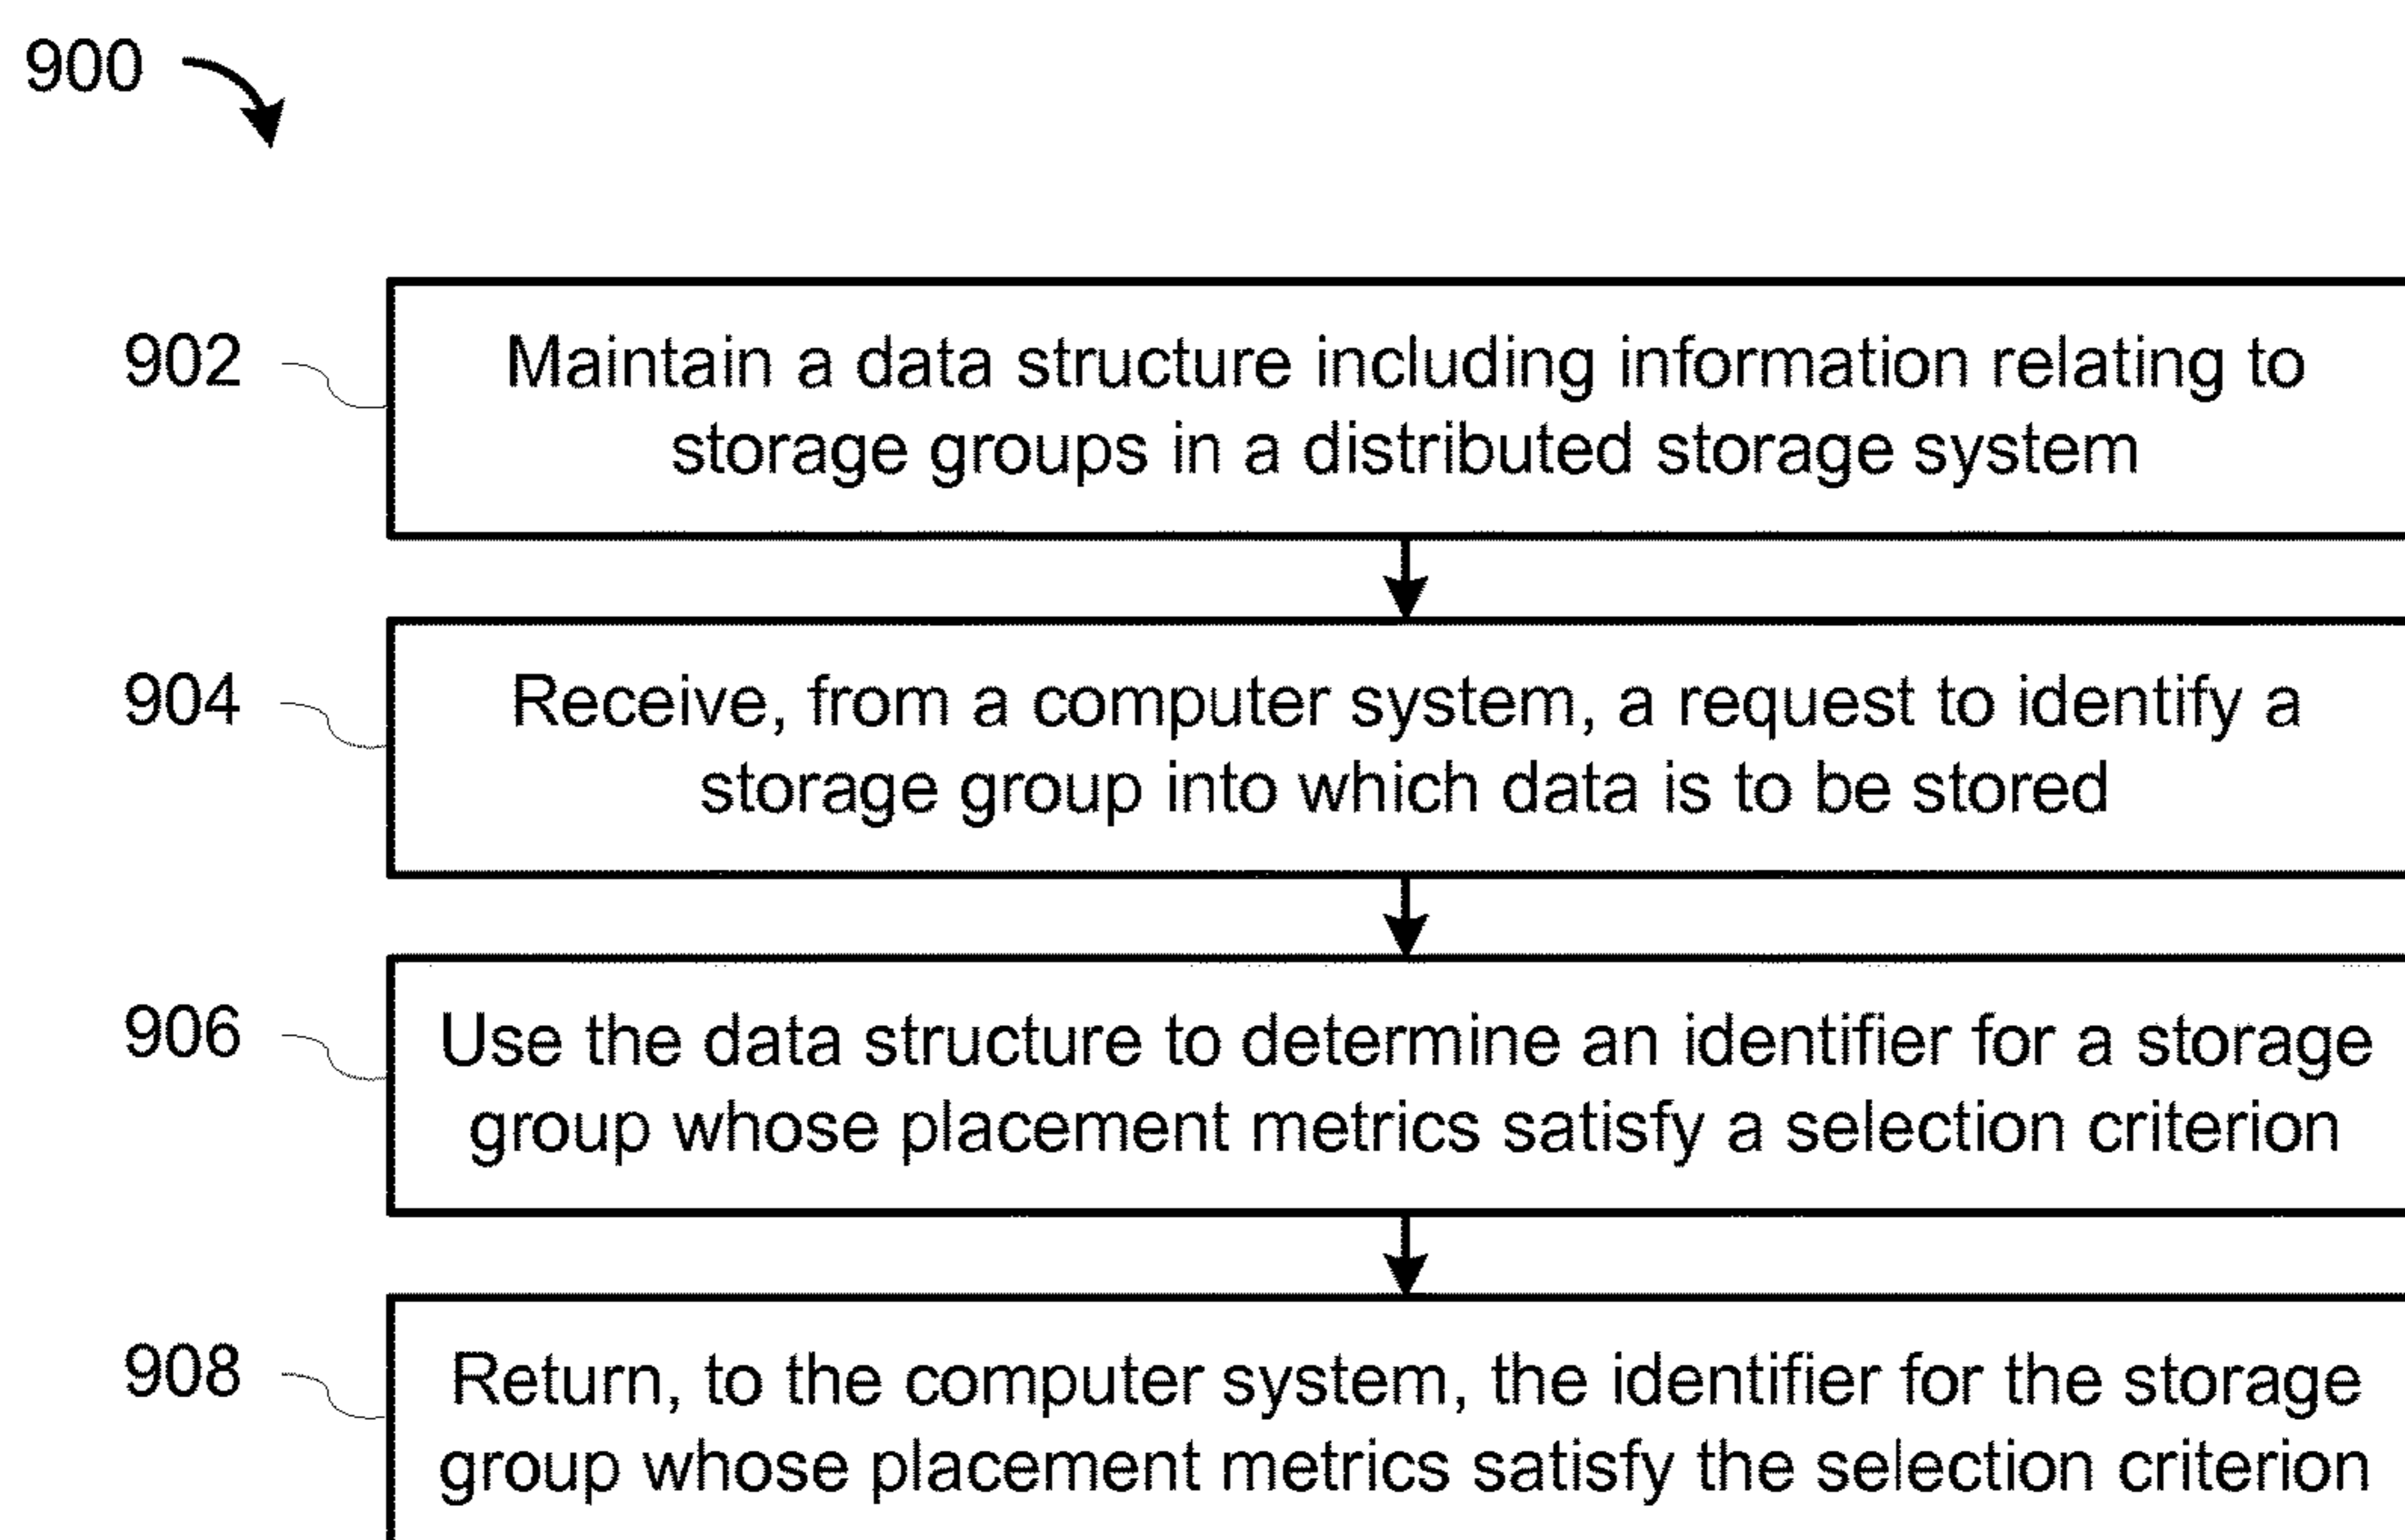 900
902
Maintain a data structure including information relating to
storage groups in a distributed storage system
904
Receive, from a computer system, a request to identify a
storage group into which data is to be stored
906
Use the data structure to determine an identifier for a storage
group whose placement metrics satisfy a selection criterion
908
Return, to the computer system, the identifier for the storage
group whose placement metrics satisfy the selection criterion